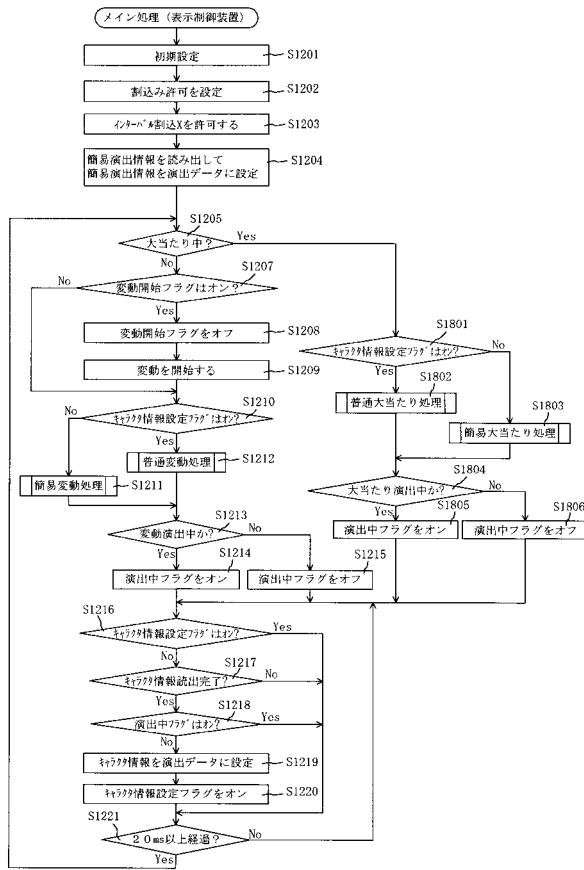 メイン処理（表示制御装置）
初期設定
S1201
割込み許可を設定
S1202
インターバル割込Xを許可する
S1203
簡易演出情報を読み出して
簡易演出情報を演出データに設定
S1204
S1205
大当たり中？
Yes
No
S1207
変動開始フラグはオン？
No
Yes
変動開始フラグをオフ
S1208
変動を開始する
S1209
S1210
キャラクタ情報設定フラグはオン？
No
Yes
普通変動処理
S1212
簡易変動処理
S1211
S1213
変動演出中か？
No
Yes
S1214
演出中フラグをオン
S1215
演出中フラグをオフ
S1801
キャラクタ情報設定フラグはオン？
No
Yes
S1802
普通大当たり処理
S1803
簡易大当たり処理
S1804
大当たり演出中か？
No
Yes
S1805
演出中フラグをオン
S1806
演出中フラグをオフ
S1216
キャラクタ情報設定フラグはオン？
Yes
No
S1217
キャラクタ情報読出完了？
No
Yes
S1218
演出中フラグはオン？
Yes
No
キャラクタ情報を演出データに設定
S1219
キャラクタ情報設定フラグをオン
S1220
S1221
２０ms以上経過？
No
Yes